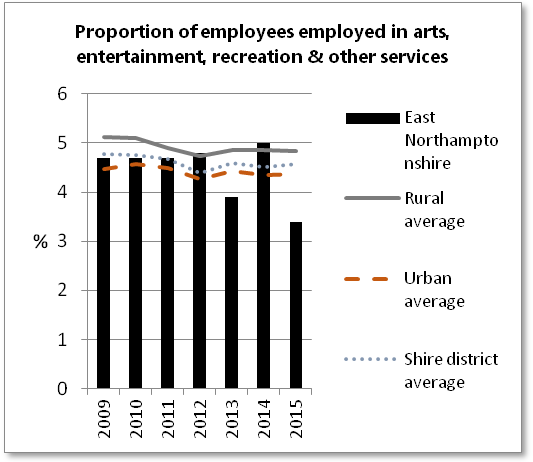 Proportion of employees employed in arts,
entertainment, recreation & other services
6
5
4
3
2
1
0
%
2009
2010
2011
2012
2013
2014
2015
East
Northampto
nshire
Rural
average
Urban
average
Shire district
average